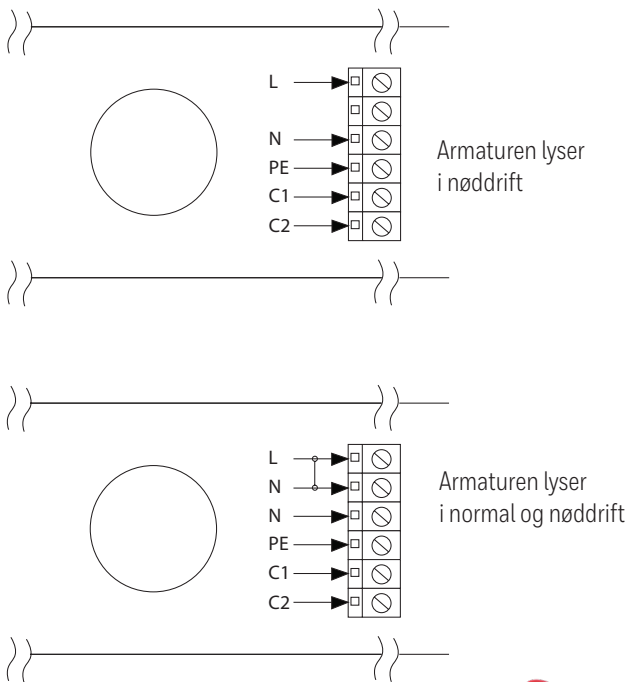 L
N
PE
C1
C2
Armaturen lyser
i nøddrift
L
N
N
PE
C1
C2
Armaturen lyser
i normal og nøddrift